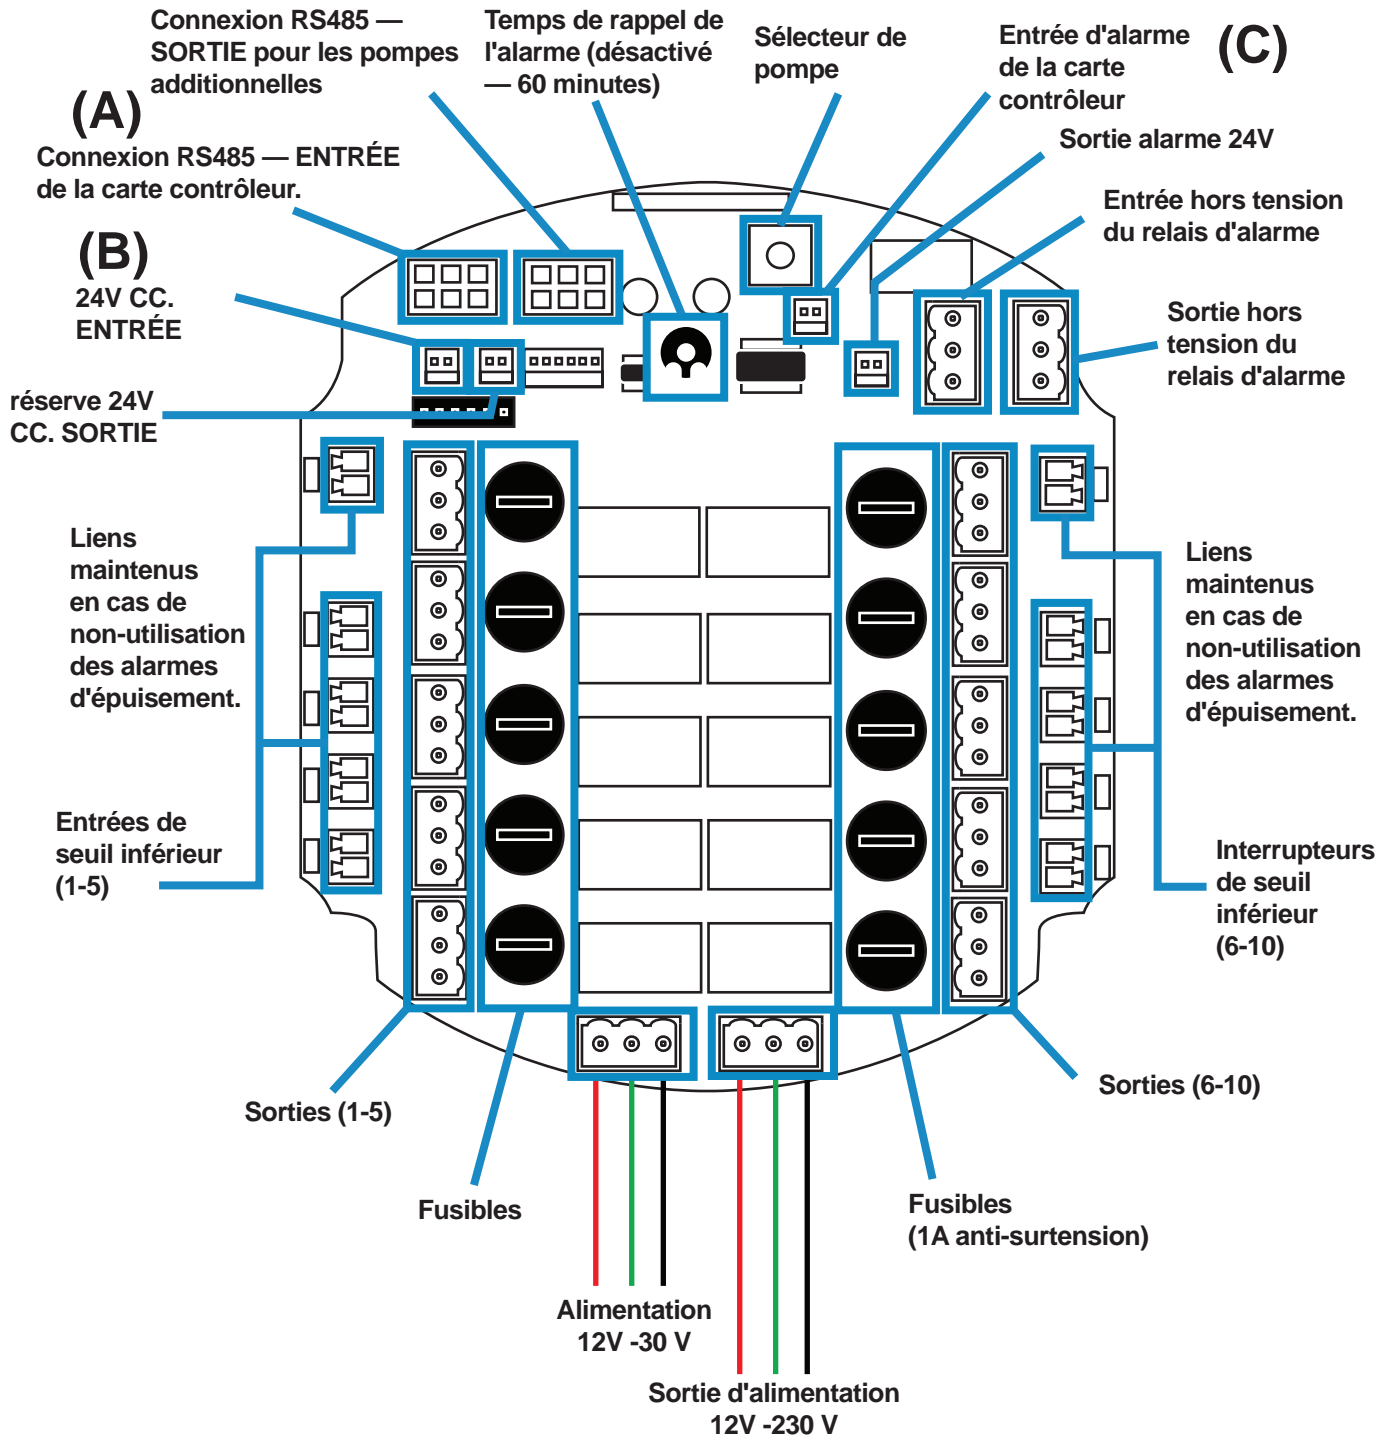 Connexion RS485 —
SORTIE pour les pompes
additionnelles
Temps de rappel de
l'alarme (désactivé
— 60 minutes)
Sélecteur de
pompe
Entrée d'alarme
de la carte
contrôleur
(C)
(A)
Connexion RS485 — ENTRÉE
de la carte contrôleur.
Sortie alarme 24V
Entrée hors tension
du relais d'alarme
(B)
24V CC.
ENTRÉE
Sortie hors
tension du
relais d'alarme
réserve 24V
CC. SORTIE
Liens
maintenus
en cas de
non-utilisation
des alarmes
d'épuisement.
Liens
maintenus
en cas de
non-utilisation
des alarmes
d'épuisement.
Entrées de
seuil inférieur
(1-5)
Interrupteurs
de seuil
inférieur
(6-10)
Sorties (1-5)
Sorties (6-10)
Fusibles
Fusibles
(1A anti-surtension)
Alimentation
12V -30 V
Sortie d'alimentation
12V -230 V